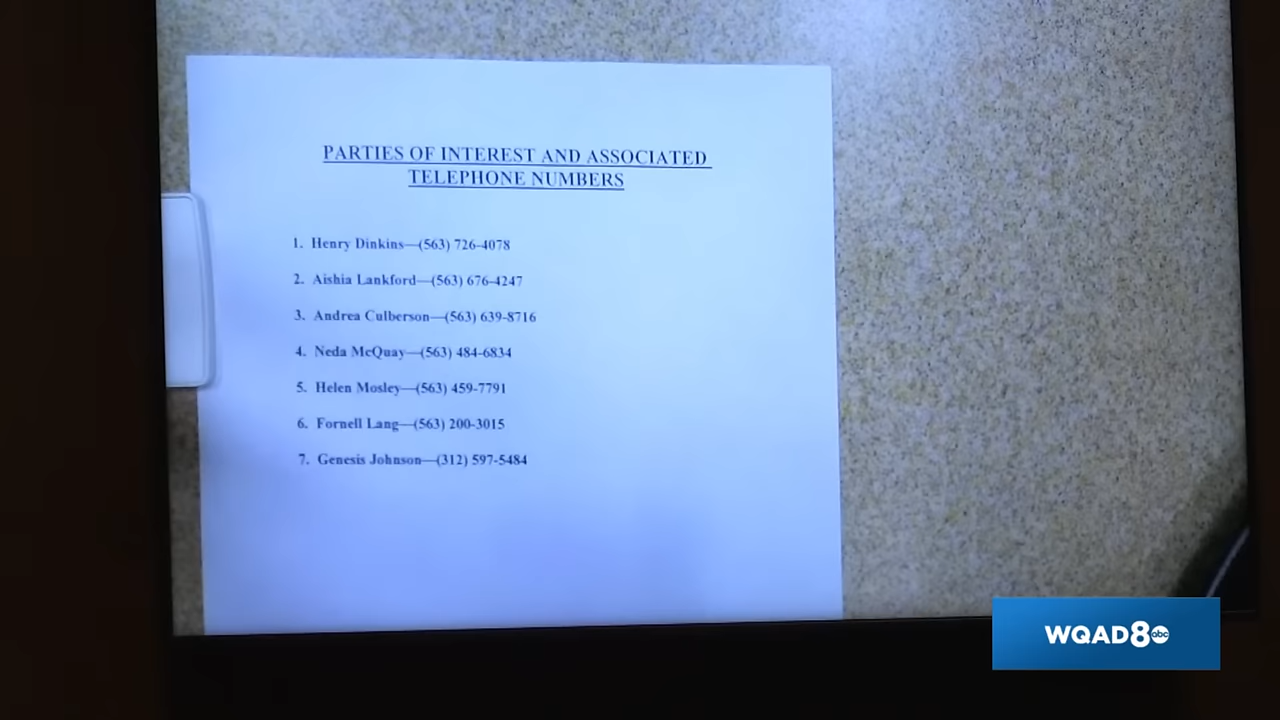 PARTIES OF INTEREST AND ASSOCIATED
TELEPHONE NUMBERS
1. Henry Dinkins—(563) 726-4078
2. Aishia Lankford—(563) 676-4247
3. Andrea Culberson—(563) 639-8716
4. Neda McQuay—(563) 484-6834
5. Helen Mosley—(563) 459-7791
6. Fornell Lang—(563) 200-3015
7. Genesis Johnson—(312) 597-5484
WQAD8 abc